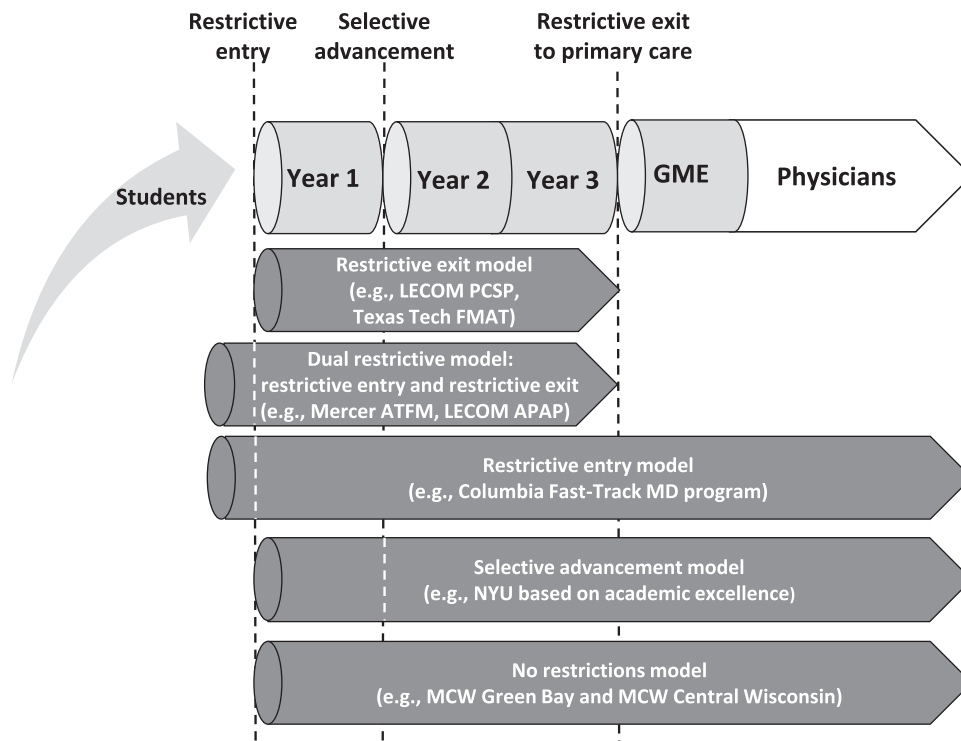 Restrictive
entry
Selective
advancement
Restrictive exit
to primary care
Students
Year 1
Year 2
Year 3
GME
Physicians
Restrictive exit model
(e.g., LECOM PCSP,
Texas Tech FMAT)
Dual restrictive model:
restrictive entry and restrictive exit
(e.g., Mercer ATFM, LECOM APAP)
Restrictive entry model
(e.g., Columbia Fast-Track MD program)
Selective advancement model
(e.g., NYU based on academic excellence)
No restrictions model
(e.g., MCW Green Bay and MCW Central Wisconsin)